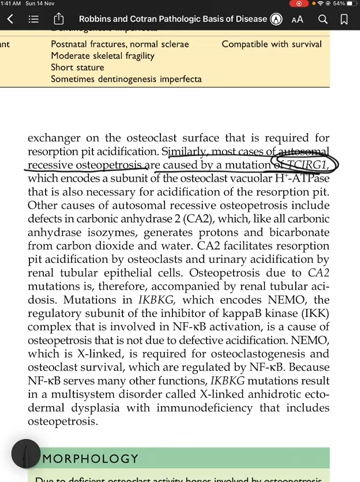 1:41 AM Sun 14 Nov
54%
Robbins and Cotran Pathologic Basis of Disease
AA
ant
Postnatal fractures, normal sclerae
Compatible with survival
Moderate skeletal fragility
Short stature
Sometimes dentinogenesis imperfecta
exchanger on the osteoclast surface that is required for
resorption pit acidification. Similarly, most cases of autosomal
recessive osteopetrosis are caused by a mutation of TCIRG1,
which encodes a subunit of the osteoclast vacuolar H⁺-ATPase
that is also necessary for acidification of the resorption pit.
Other causes of autosomal recessive osteopetrosis include
defects in carbonic anhydrase 2 (CA2), which, like all carbonic
anhydrase isozymes, generates protons and bicarbonate
from carbon dioxide and water. CA2 facilitates resorption
pit acidification by osteoclasts and urinary acidification by
renal tubular epithelial cells. Osteopetrosis due to CA2
mutations is, therefore, accompanied by renal tubular aci-
dosis. Mutations in IKBKG, which encodes NEMO, the
regulatory subunit of the inhibitor of kappaB kinase (IKK)
complex that is involved in NF-κB activation, is a cause of
osteopetrosis that is not due to defective acidification. NEMO,
which is X-linked, is required for osteoclastogenesis and
osteoclast survival, which are regulated by NF-κB. Because
NF-κB serves many other functions, IKBKG mutations result
in a multisystem disorder called X-linked anhidrotic ecto-
dermal dysplasia with immunodeficiency that includes
osteopetrosis.
MORPHOLOGY
Due to deficient osteoclast activity bones involved by osteopetrosis